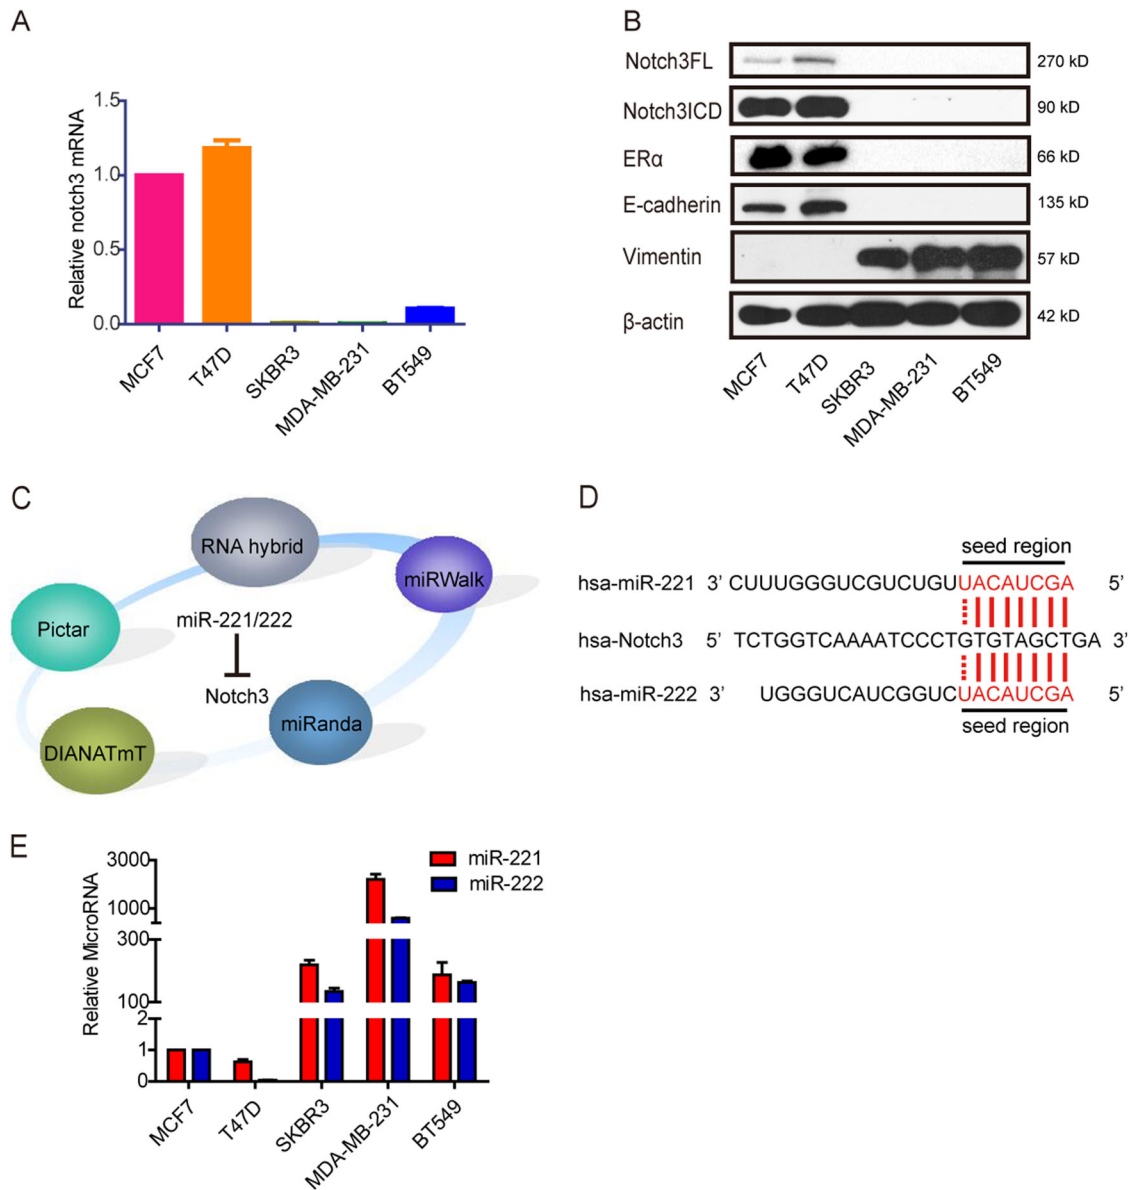 A
Relative notch3 mRNA
1.5
1.0
0.5
0.0
MCF7
T47D
SKBR3
MDA-MB-231
BT549
B
Notch3FL 270 kD
Notch3ICD 90 kD
ERα 66 kD
E-cadherin 135 kD
Vimentin 57 kD
β-actin 42 kD
MCF7
T47D
SKBR3
MDA-MB-231
BT549
C
RNA hybrid
miRWalk
Pictar
miR-221/222
Notch3
miRanda
DIANATmT
D
seed region
hsa-miR-221 3’ CUUUGGGUCGUCUGUUACAUCGA 5’
hsa-Notch3 5’ TCTGGTCAAAATCCCTGTGTAGCTGA 3’
hsa-miR-222 3’ UGGGUCAUCGGUCUACAUCGA 5’
seed region
E
Relative MicroRNA
3000
1000
300
100
2
1
0
miR-221
miR-222
MCF7
T47D
SKBR3
MDA-MB-231
BT549